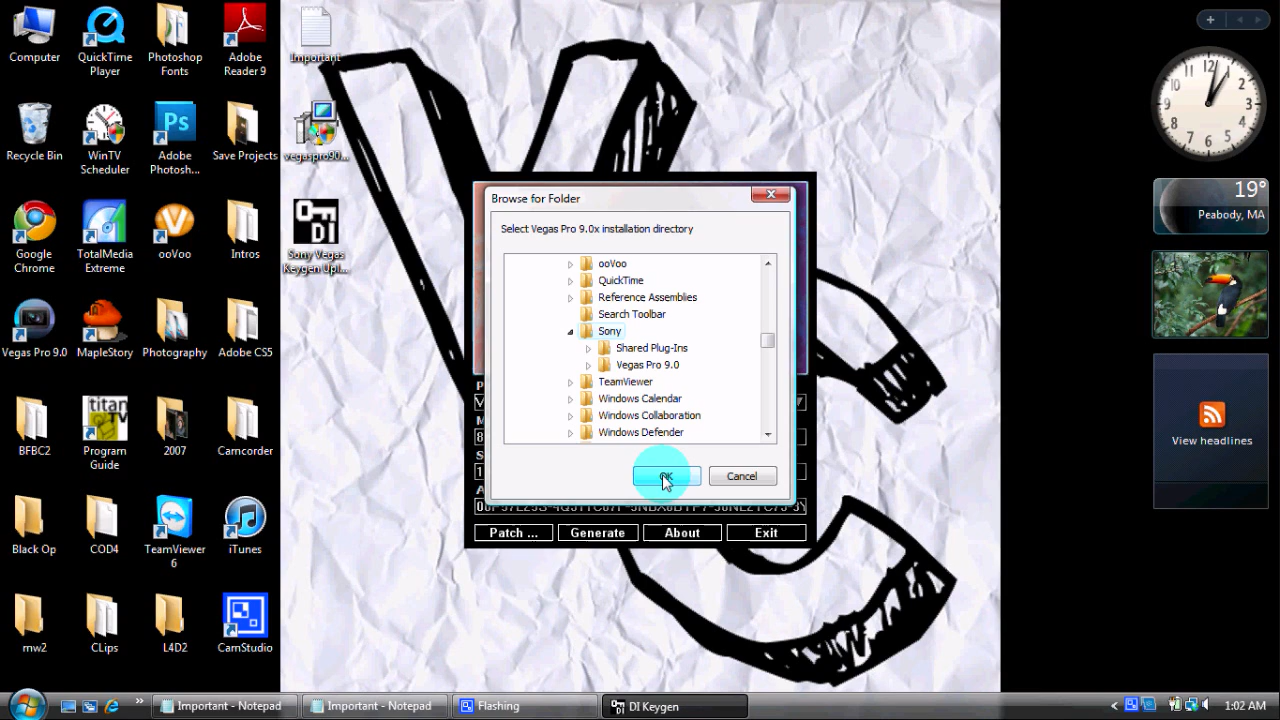 Computer
QuickTime Player
Photoshop Fonts
Adobe Reader 9
Important
Recycle Bin
WinTV Scheduler
Adobe Photosh...
Save Projects
vegaspro90...
Google Chrome
TotalMedia Extreme
ooVoo
Intros
Sony Vegas Keygen Upl...
Vegas Pro 9.0
MapleStory
Photography
Adobe CS5
BFBC2
Program Guide
2007
Camcorder
Black Op
COD4
TeamViewer 6
iTunes
mw2
CLips
L4D2
CamStudio
Browse for Folder
Select Vegas Pro 9.0x installation directory
ooVoo
QuickTime
Reference Assemblies
Search Toolbar
Sony
Shared Plug-Ins
Vegas Pro 9.0
TeamViewer
Windows Calendar
Windows Collaboration
Windows Defender
OK
Cancel
Patch ...
Generate
About
Exit
19°
Peabody, MA
View headlines
Important - Notepad
Important - Notepad
Flashing
DI Keygen
1:02 AM